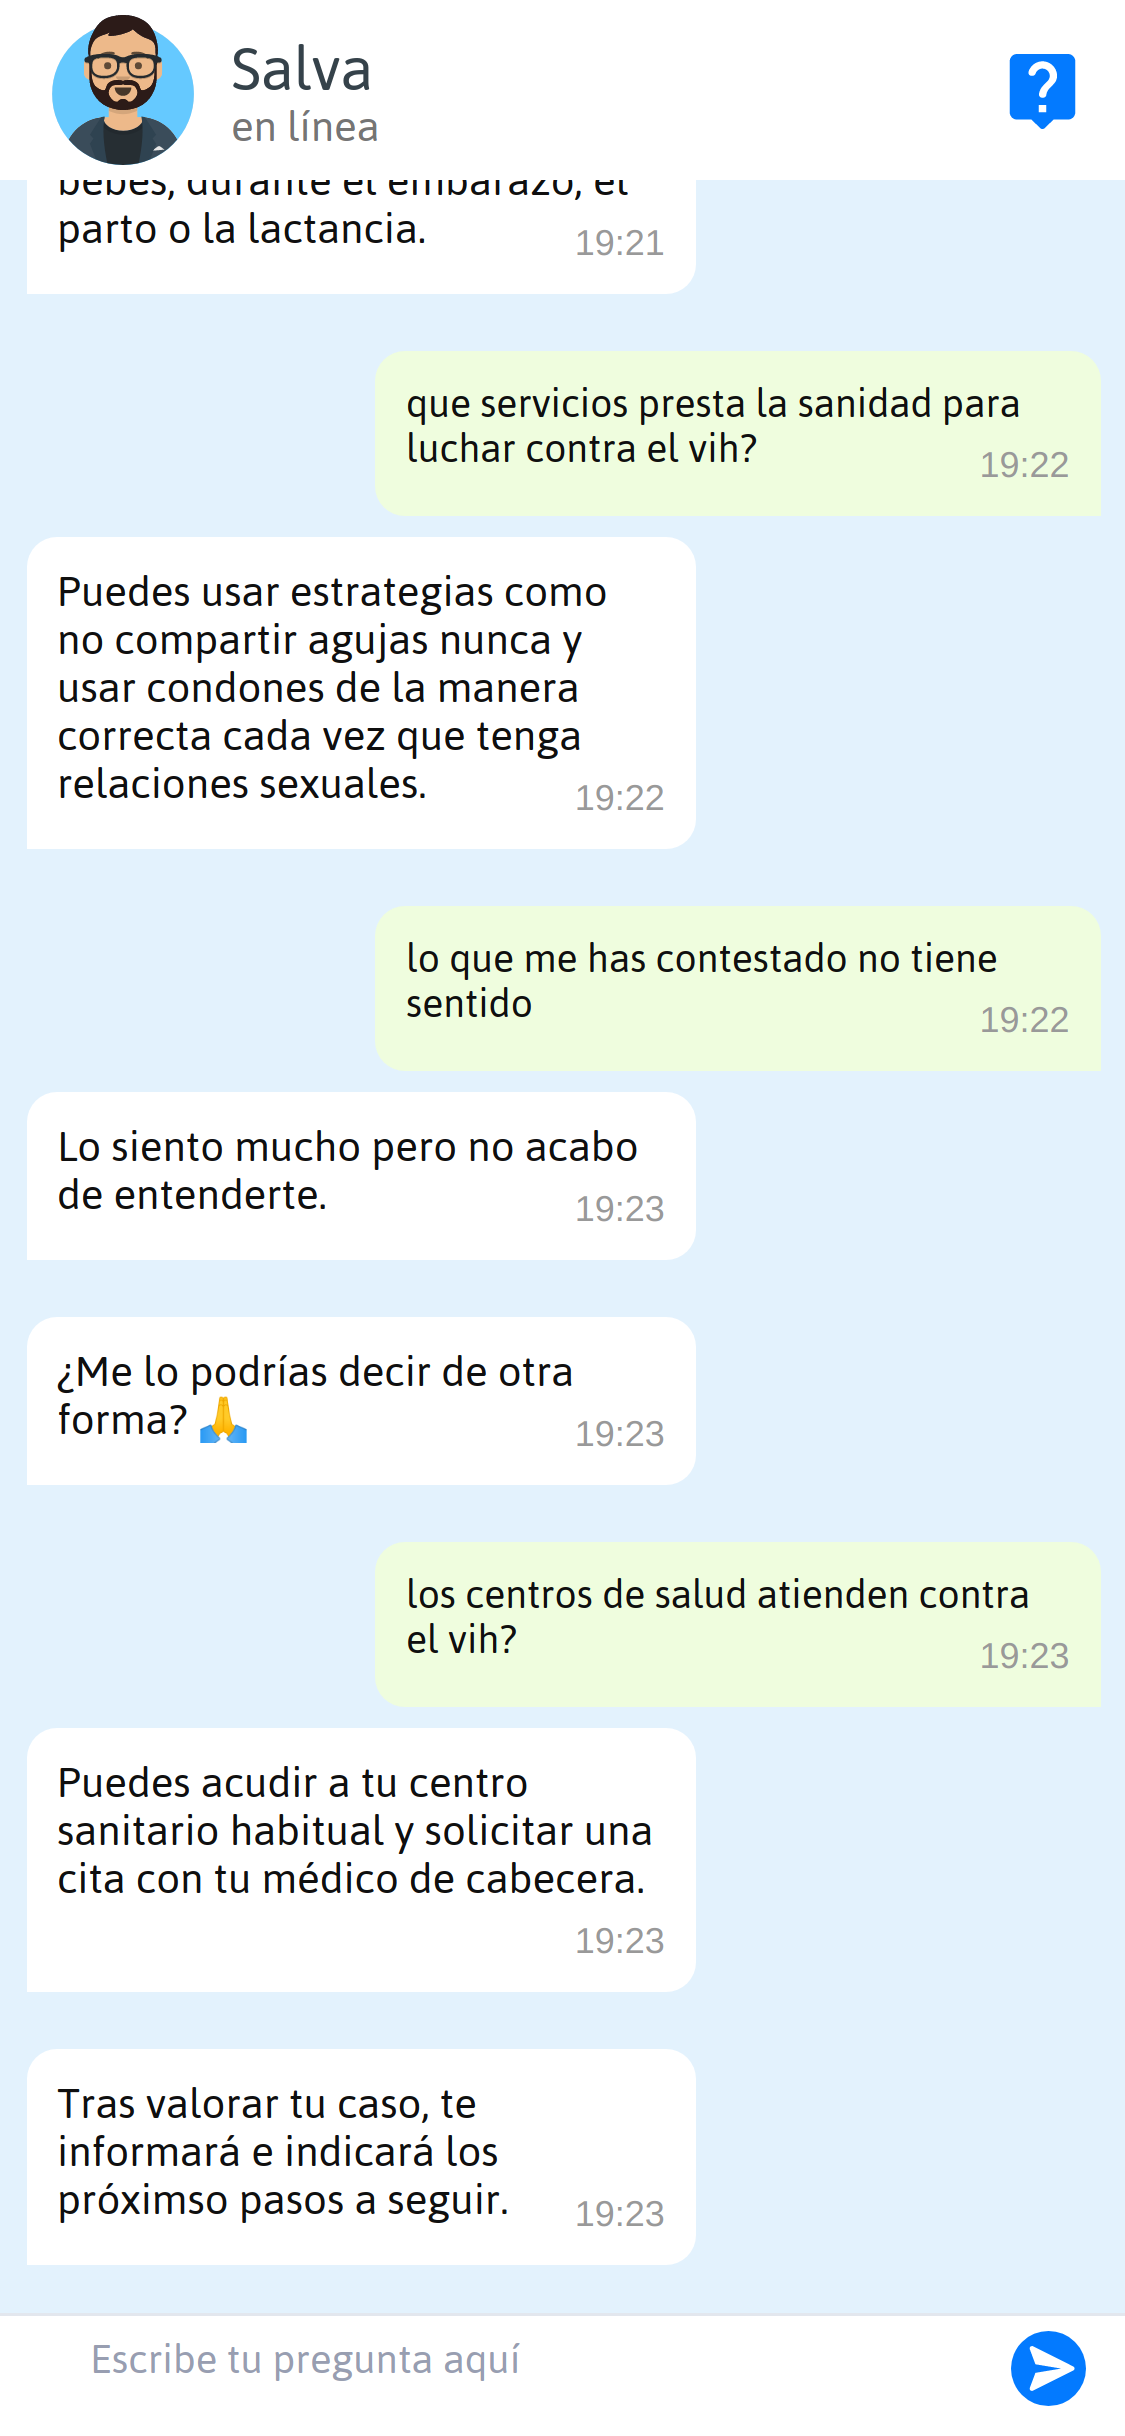 Salva
en línea
bebés, durante el embarazo, el
parto o la lactancia.
19:21
que servicios presta la sanidad para
luchar contra el vih?
19:22
Puedes usar estrategias como
no compartir agujas nunca y
usar condones de la manera
correcta cada vez que tenga
relaciones sexuales.
19:22
lo que me has contestado no tiene
sentido
19:22
Lo siento mucho pero no acabo
de entenderte.
19:23
¿Me lo podrías decir de otra
forma? 🙏
19:23
los centros de salud atienden contra
el vih?
19:23
Puedes acudir a tu centro
sanitario habitual y solicitar una
cita con tu médico de cabecera.
19:23
Tras valorar tu caso, te
informará e indicará los
próximso pasos a seguir.
19:23
Escribe tu pregunta aquí